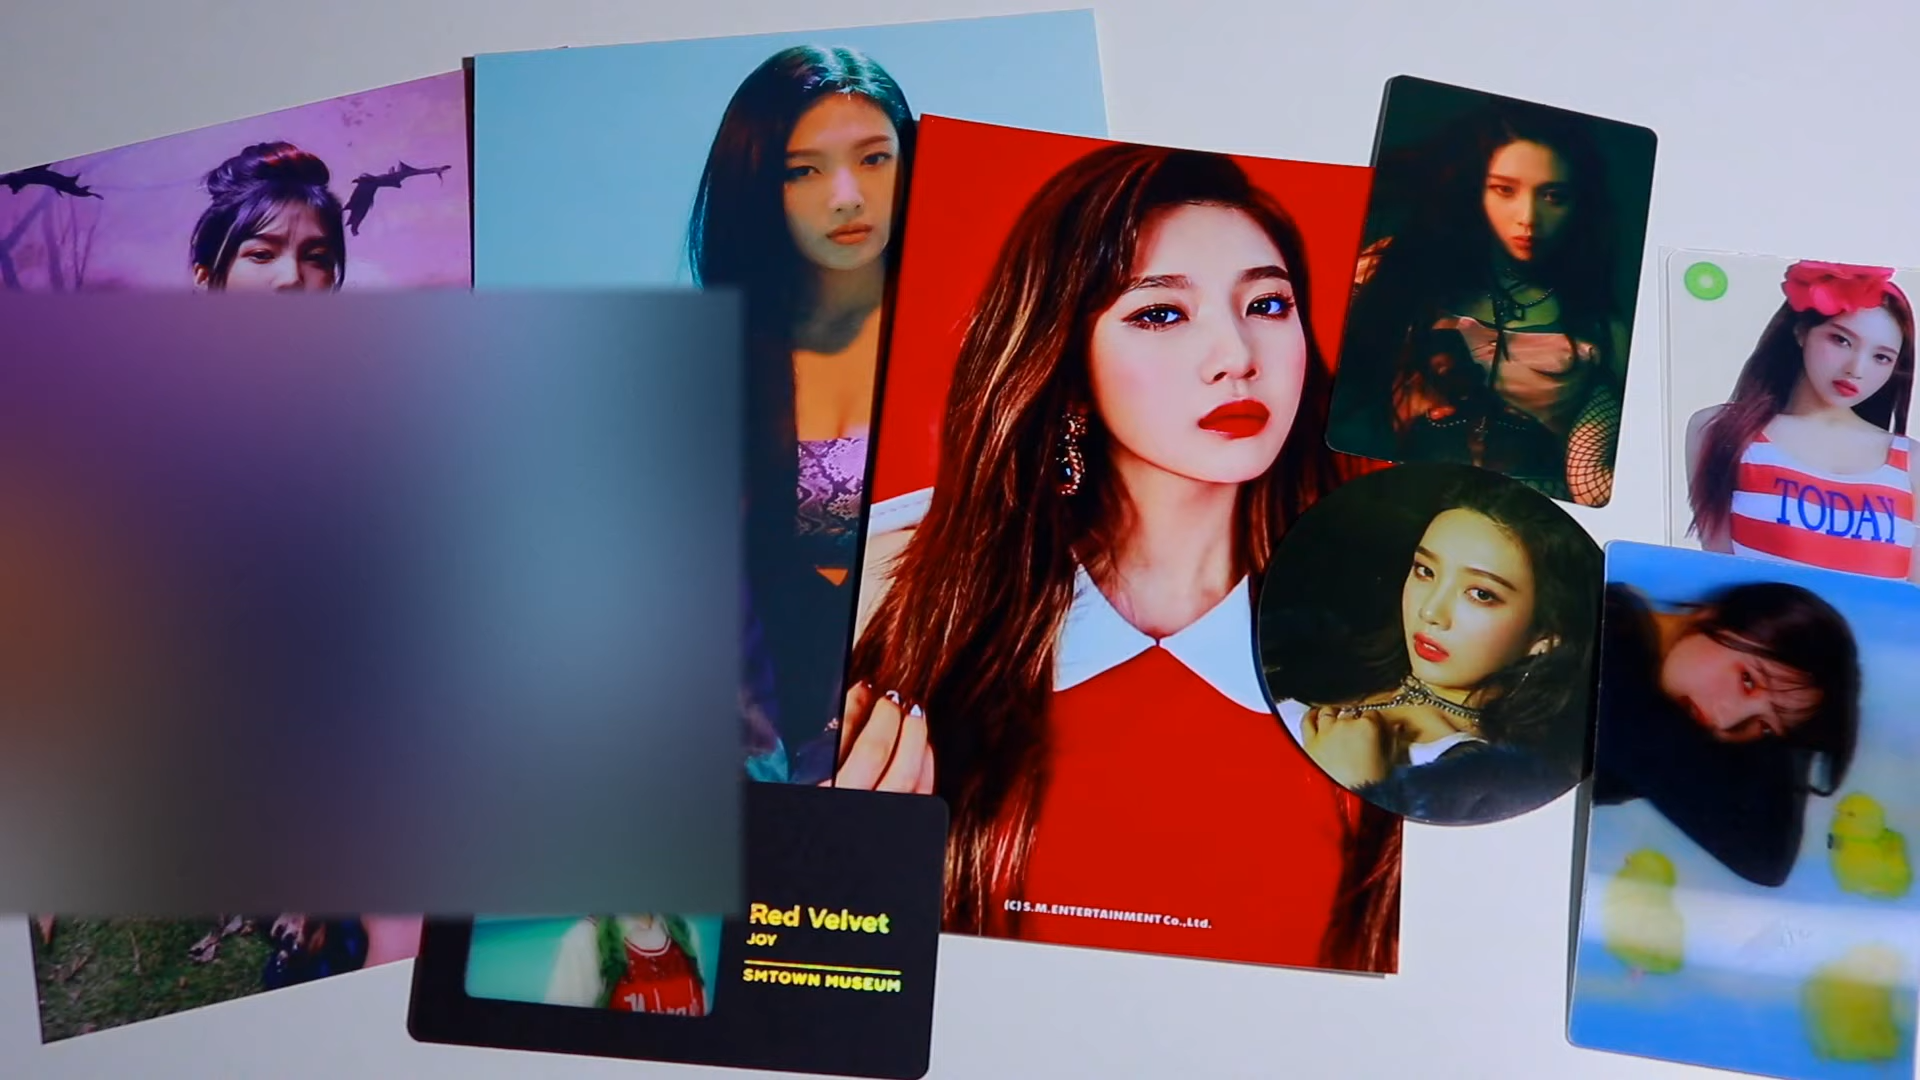 TODAY
(C) S.M.ENTERTAINMENT Co.,Ltd.
Red Velvet
JOY
SMTOWN MUSEUM